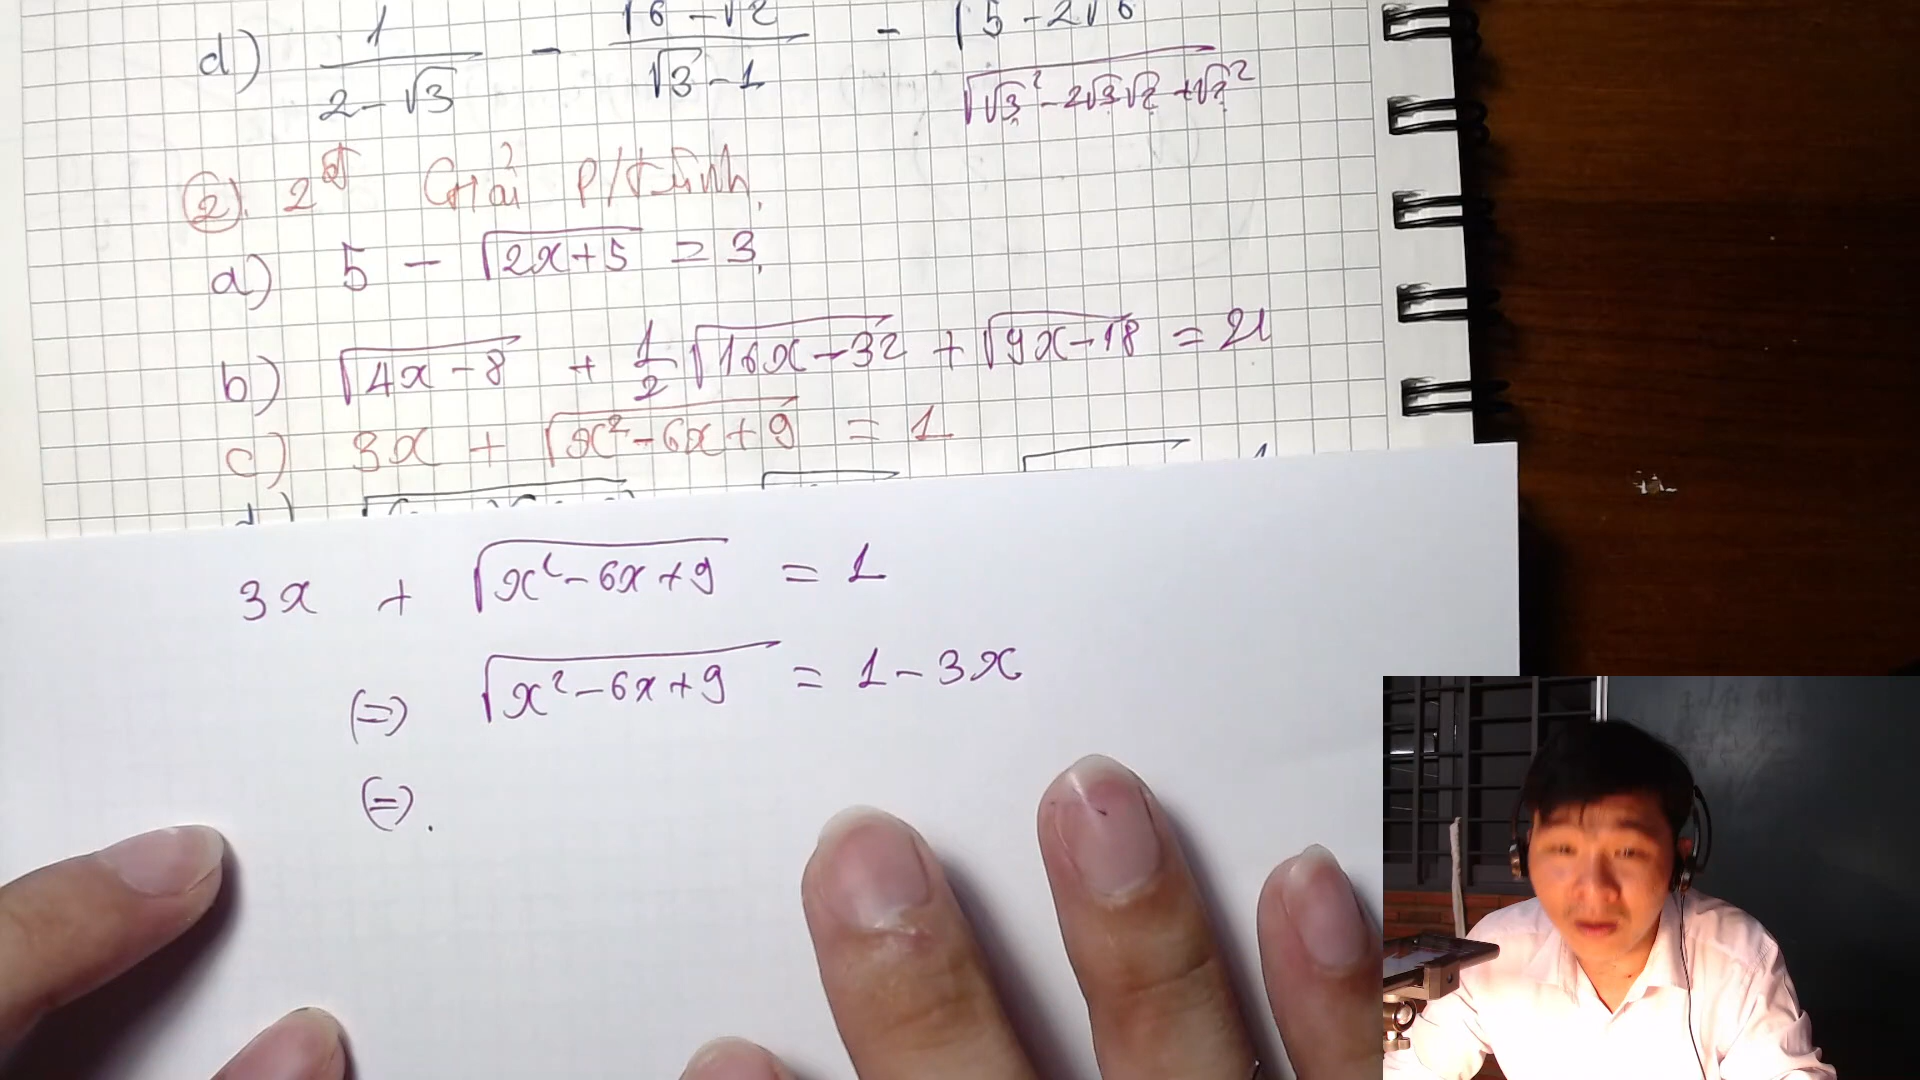 d) 1/(2-√3) - (√6-√2)/(√3-1) - √5-2√6
√(√3² - 2√3√2 + √2²)
②. 2đ Giải p/trình.
a) 5 - √(2x+5) = 3.
b) √(4x-8) + 1/2 √(16x-32) + √(9x-18) = 21
c) 3x + √(x²-6x+9) = 1
d)
3x + √(x²-6x+9) = 1
(=) √(x²-6x+9) = 1-3x
(=).